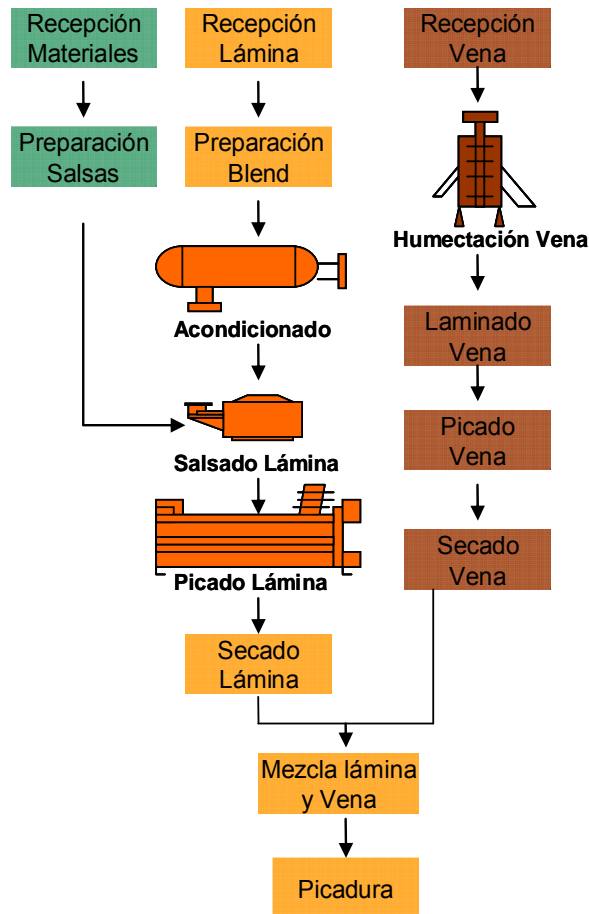 Recepción
Materiales
Recepción
Lámina
Recepción
Vena
Preparación
Salsas
Preparación
Blend
Humectación Vena
Acondicionado
Laminado
Vena
Salsado Lámina
Picado
Vena
Picado Lámina
Secado
Vena
Secado
Lámina
Mezcla lámina
y Vena
Picadura